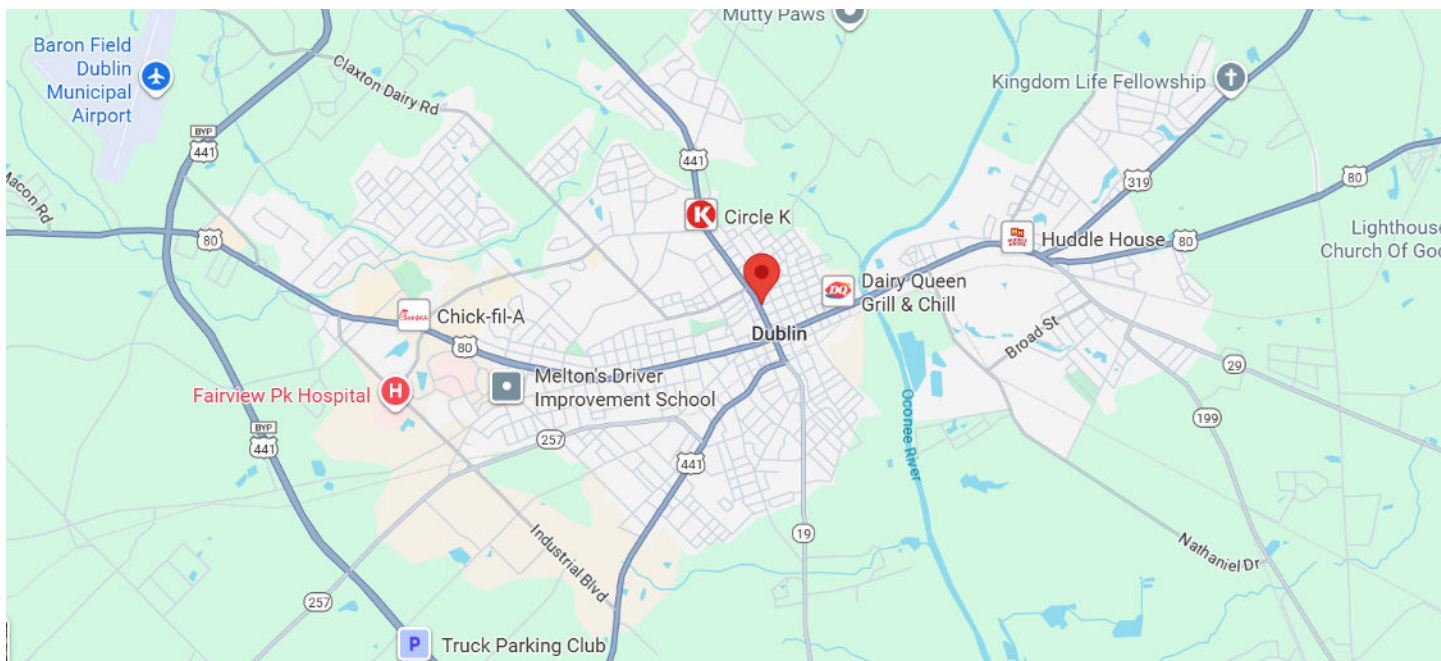 Mutty Paws
Baron Field
Dublin
Municipal
Airport
Claxton Dairy Rd
Kingdom Life Fellowship
BYP
441
441
319
80
Macon Rd
K
Circle K
80
Huddle House
80
Lighthouse
Church Of God
DQ
Dairy Queen
Grill & Chill
Chick-fil-A
Dublin
80
Broad St
29
Melton's Driver
Improvement School
Fairview Pk Hospital
H
Oconee River
199
BYP
441
257
441
Industrial Blvd
19
Nathaniel Dr
257
P
Truck Parking Club